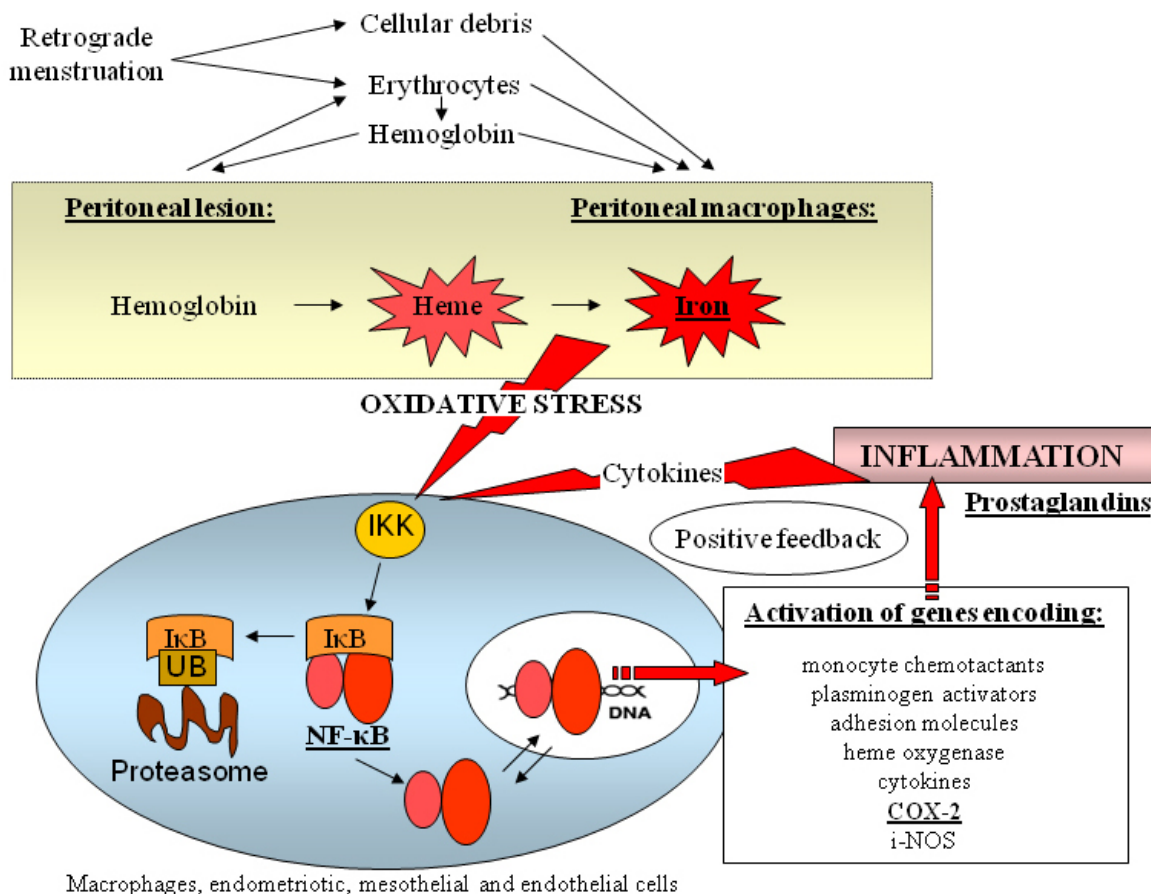 Retrograde
menstruation
Cellular debris
Erythrocytes
Hemoglobin
Peritoneal lesion:
Peritoneal macrophages:
Hemoglobin
Heme
Iron
OXIDATIVE STRESS
INFLAMMATION
Cytokines
Prostaglandins
IKK
Positive feedback
IκB
UB
Proteasome
IκB
NF-κB
DNA
Activation of genes encoding:
monocyte chemotactants
plasminogen activators
adhesion molecules
heme oxygenase
cytokines
COX-2
i-NOS
Macrophages, endometriotic, mesothelial and endothelial cells